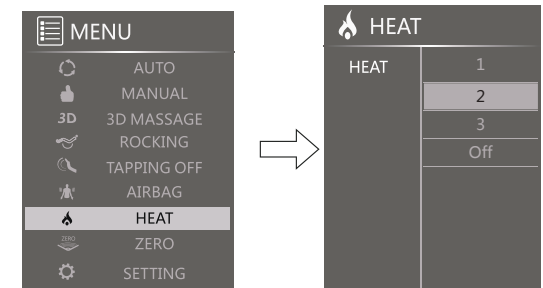 MENU
AUTO
MANUAL
3D 3D MASSAGE
ROCKING
TAPPING OFF
AIRBAG
HEAT
ZERO ZERO
SETTING
HEAT
HEAT 1
2
3
Off